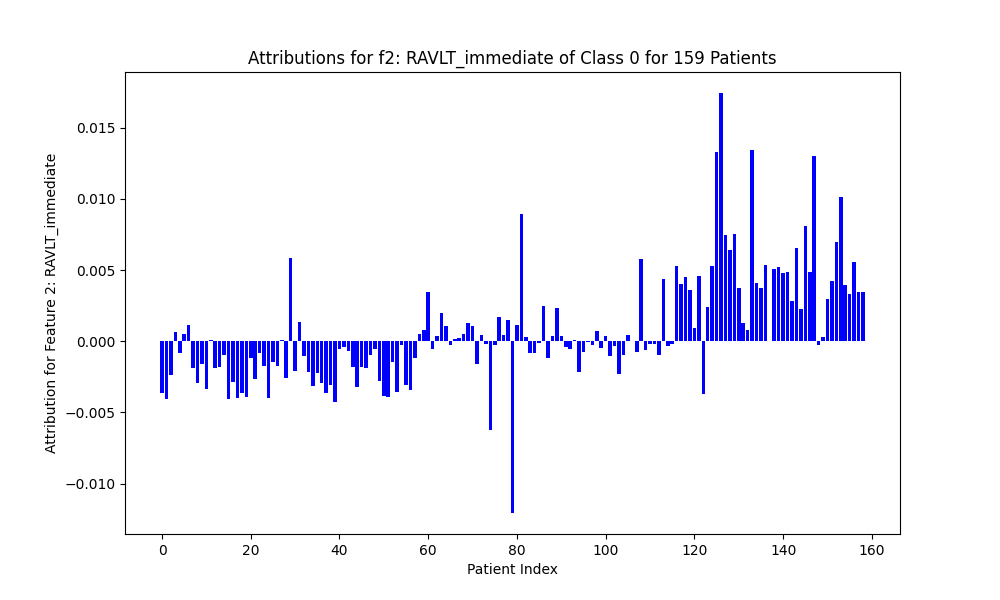 Attributions for f2: RAVLT_immediate of Class 0 for 159 Patients
Attribution for Feature 2: RAVLT_immediate
0.015
0.010
0.005
0.000
−0.005
−0.010
0 20 40 60 80 100 120 140 160
Patient Index